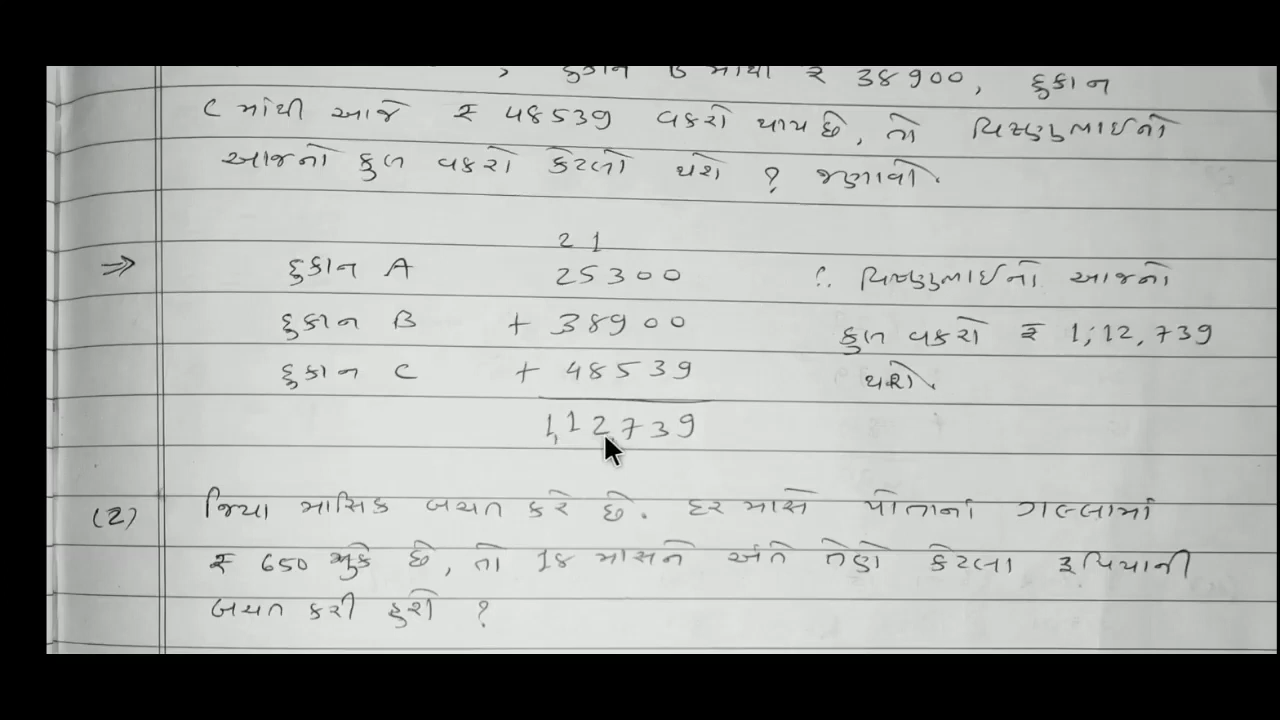 , દુકાન B માંથી ₹ 38900, દુકાન
C માંથી આજે ₹ 48539 વકરો થાય છે, તો વિષ્ણુભાઈનો
આજનો કુલ વકરો કેટલો થશે ? જણાવો.
2 1
⇒ દુકાન A 25300 ∴ વિષ્ણુભાઈનો આજનો
દુકાન B + 38900 કુલ વકરો ₹ 1,12,739
દુકાન C + 48539 થશે.
1,12739
(2) જિયા માસિક બચત કરે છે. દર માસે પોતાનાં ગલ્લામાં
₹ 650 મુકે છે, તો 18 માસને અંતે તેણે કેટલા રૂપિયાની
બચત કરી હશે ?